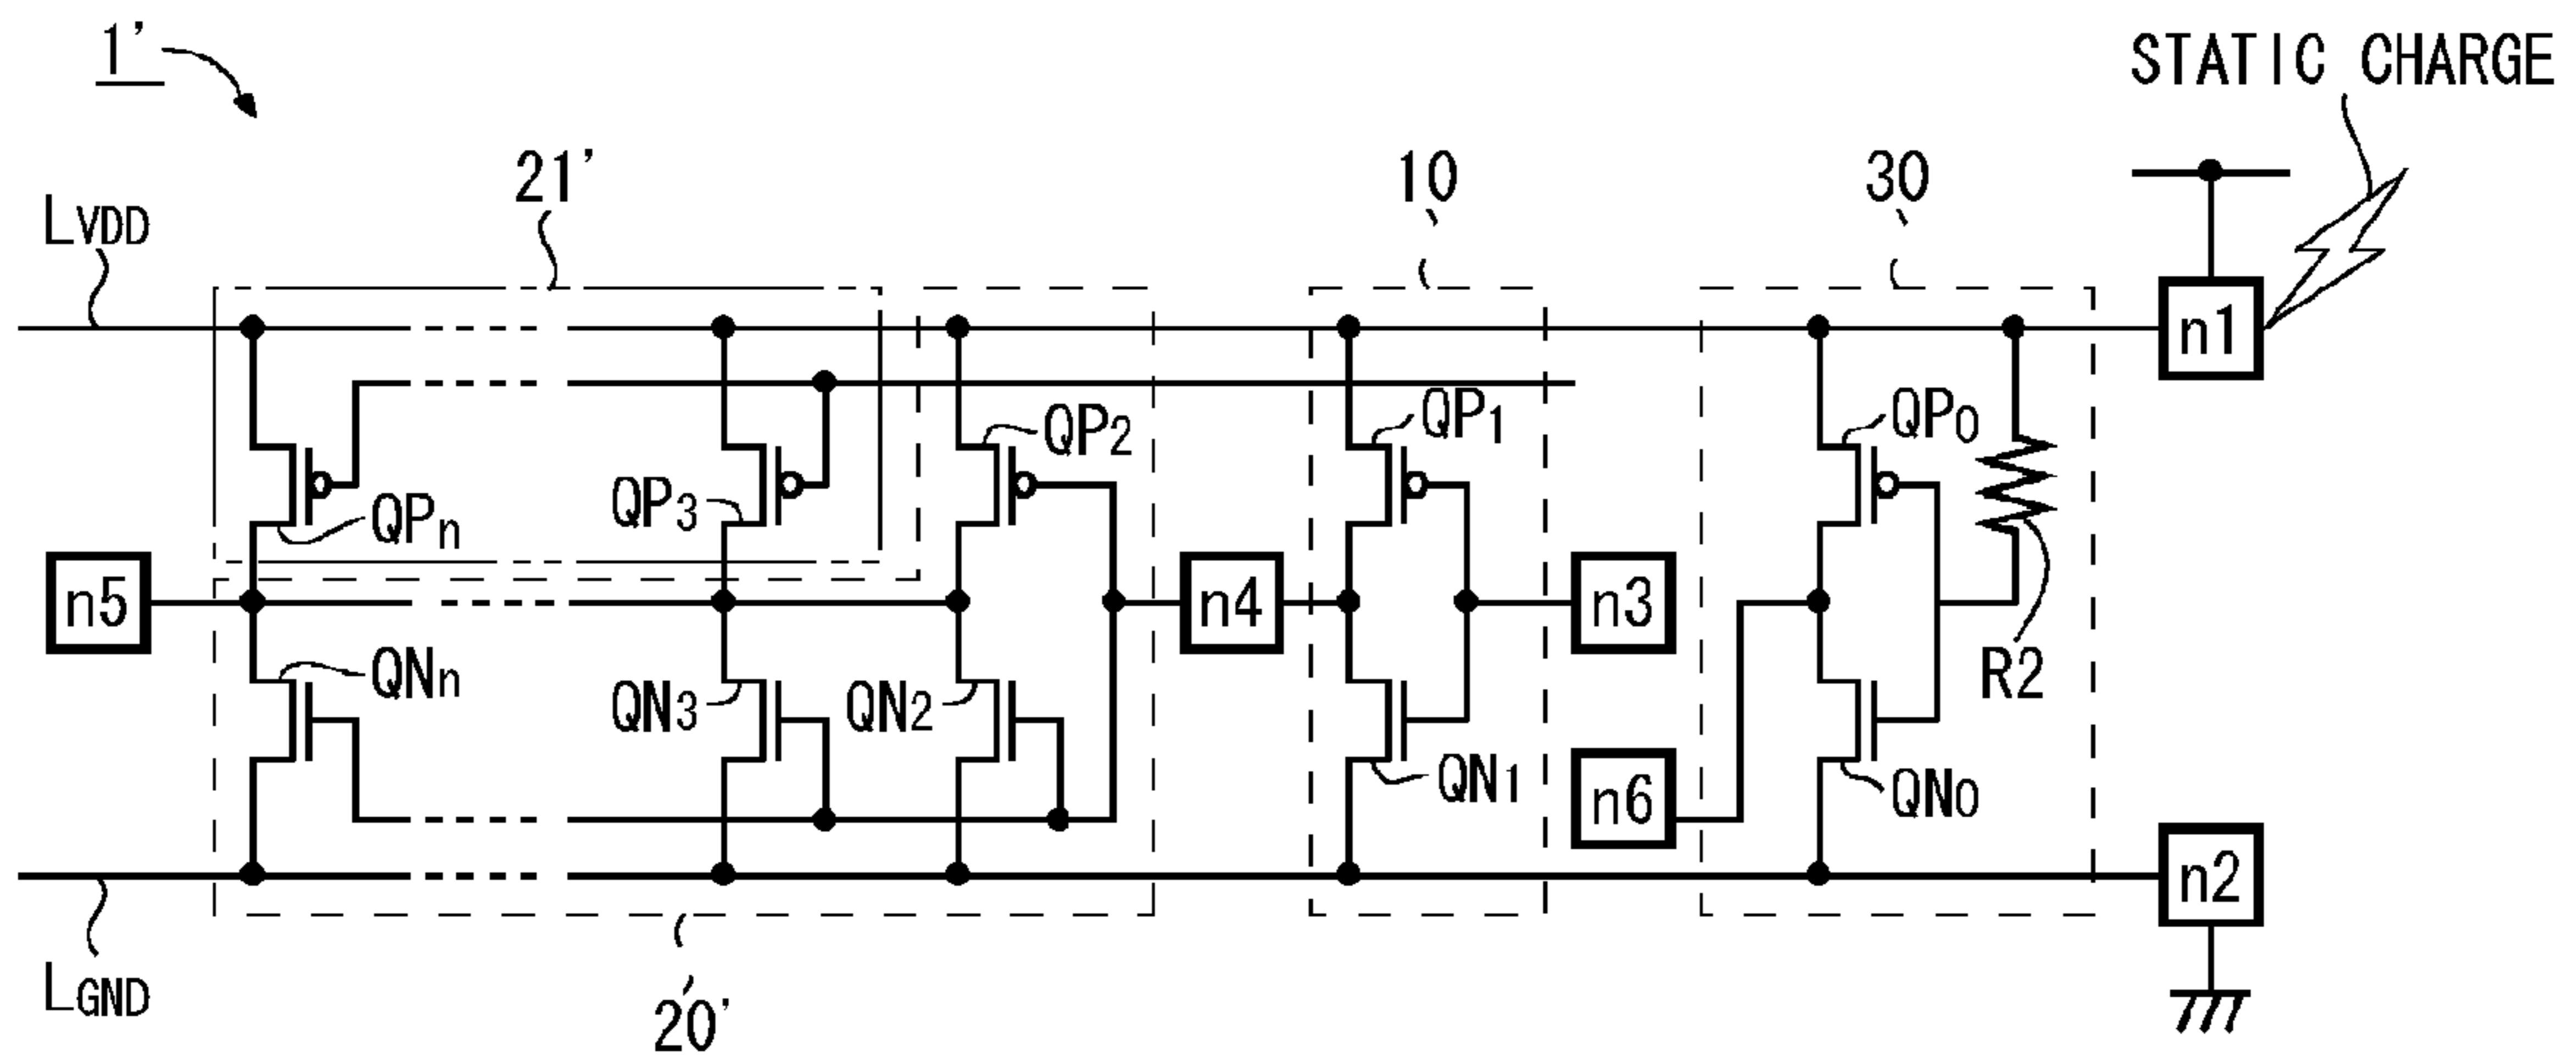 1'
STATIC CHARGE
21'
10
30
LVDD
n1
QP2
QP1
QP0
QPn
QP3
n5
n4
n3
R2
QNn
QN3
QN2
QN1
n6
QN0
n2
LGND
20'